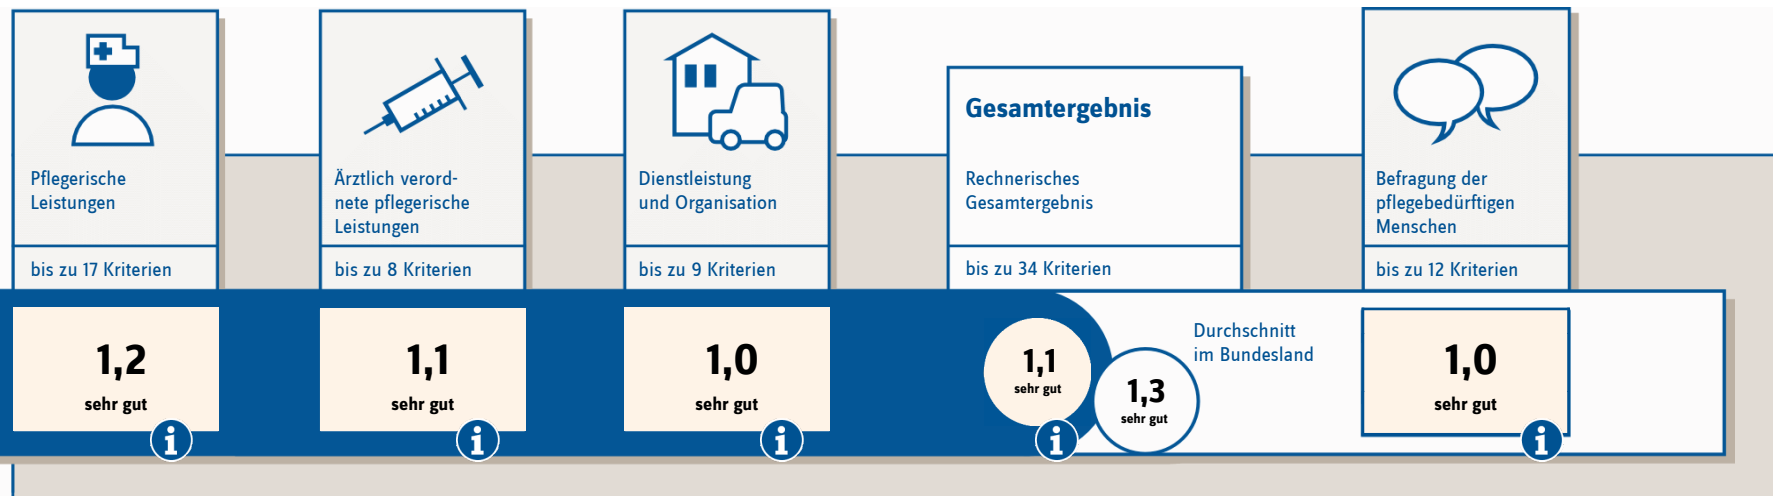 Pflegerische
Leistungen
bis zu 17 Kriterien
1,2
sehr gut
i
Ärztlich verord-
nete pflegerische
Leistungen
bis zu 8 Kriterien
1,1
sehr gut
i
Dienstleistung
und Organisation
bis zu 9 Kriterien
1,0
sehr gut
i
Gesamtergebnis
Rechnerisches
Gesamtergebnis
bis zu 34 Kriterien
1,1
sehr gut
i
1,3
sehr gut
Durchschnitt
im Bundesland
Befragung der
pflegebedürftigen
Menschen
bis zu 12 Kriterien
1,0
sehr gut
i